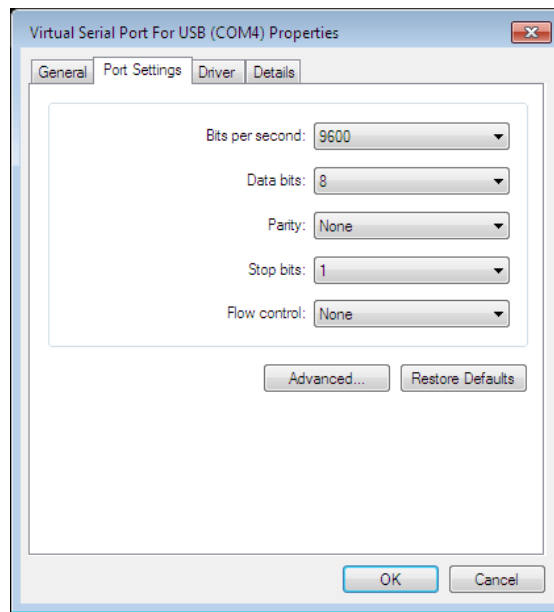 Virtual Serial Port For USB (COM4) Properties
General Port Settings Driver Details
Bits per second: 9600
Data bits: 8
Parity: None
Stop bits: 1
Flow control: None
Advanced... Restore Defaults
OK Cancel